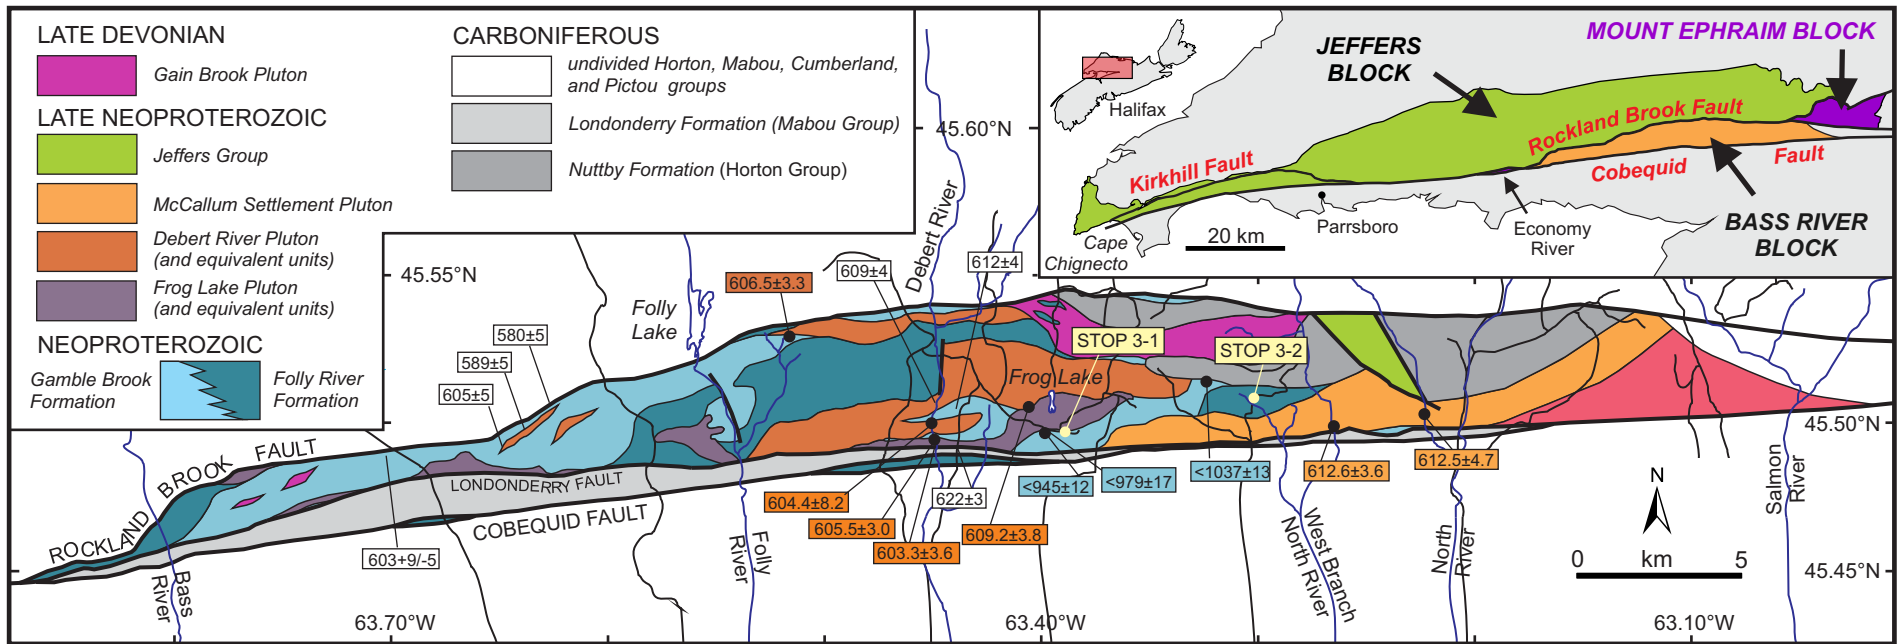 LATE DEVONIAN
Gain Brook Pluton
LATE NEOPROTEROZOIC
Jeffers Group
McCallum Settlement Pluton
Debert River Pluton
(and equivalent units)
Frog Lake Pluton
(and equivalent units)
NEOPROTEROZOIC
Gamble Brook
Formation
Folly River
Formation
CARBONIFEROUS
undivided Horton, Mabou, Cumberland,
and Pictou groups
Londonderry Formation (Mabou Group)
Nuttby Formation (Horton Group)
Halifax
JEFFERS
BLOCK
MOUNT EPHRAIM BLOCK
Rockland Brook Fault
Kirkhill Fault
Cobequid
Fault
BASS RIVER
BLOCK
Cape
Chignecto
20 km
Parrsboro
Economy
River
45.60°N
45.55°N
45.50°N
45.45°N
63.70°W
63.40°W
63.10°W
Debert River
Folly
Lake
606.5±3.3
609±4
612±4
580±5
589±5
605±5
STOP 3-1
STOP 3-2
Frog Lake
ROCKLAND BROOK FAULT
LONDONDERRY FAULT
COBEQUID FAULT
603+9/-5
604.4±8.2
605.5±3.0
603.3±3.6
622±3
609.2±3.8
<945±12
<979±17
<1037±13
612.6±3.6
612.5±4.7
Bass
River
Folly
River
West Branch
North River
North
River
Salmon
River
N
0 km 5